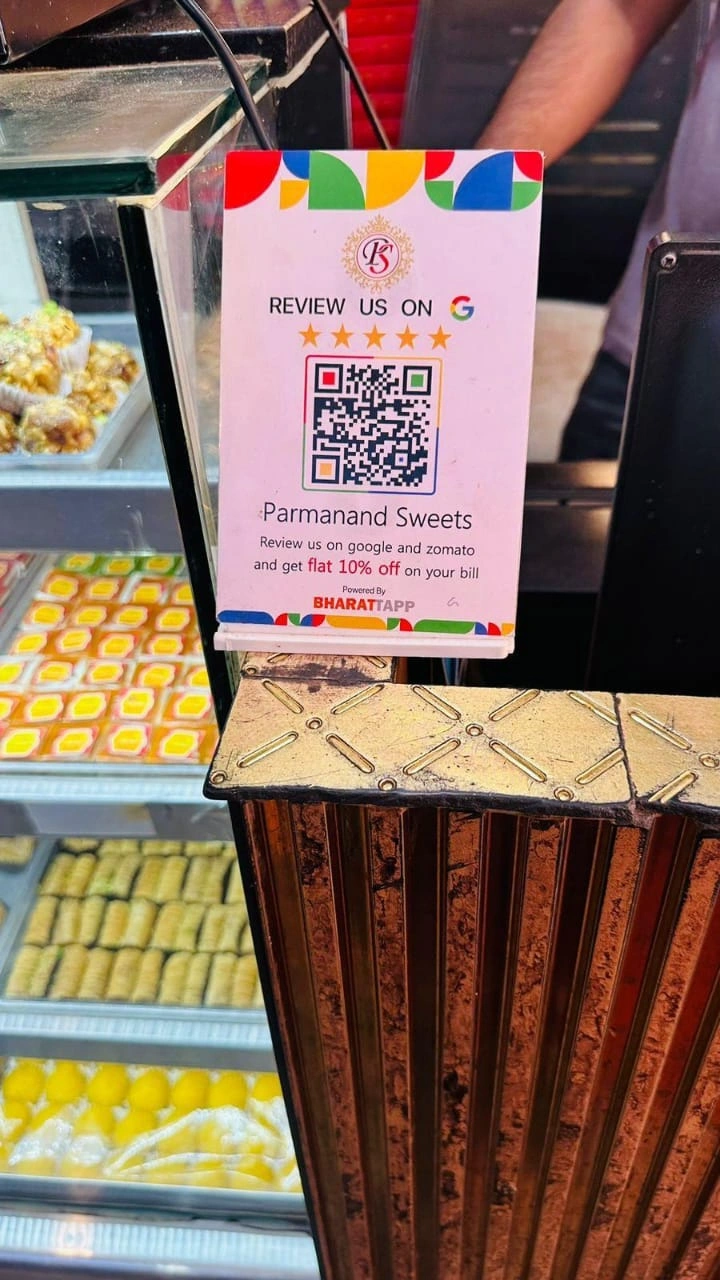 PS
REVIEW US ON G
Parmanand Sweets
Review us on google and zomato
and get flat 10% off on your bill
Powered By
BHARATTAPP